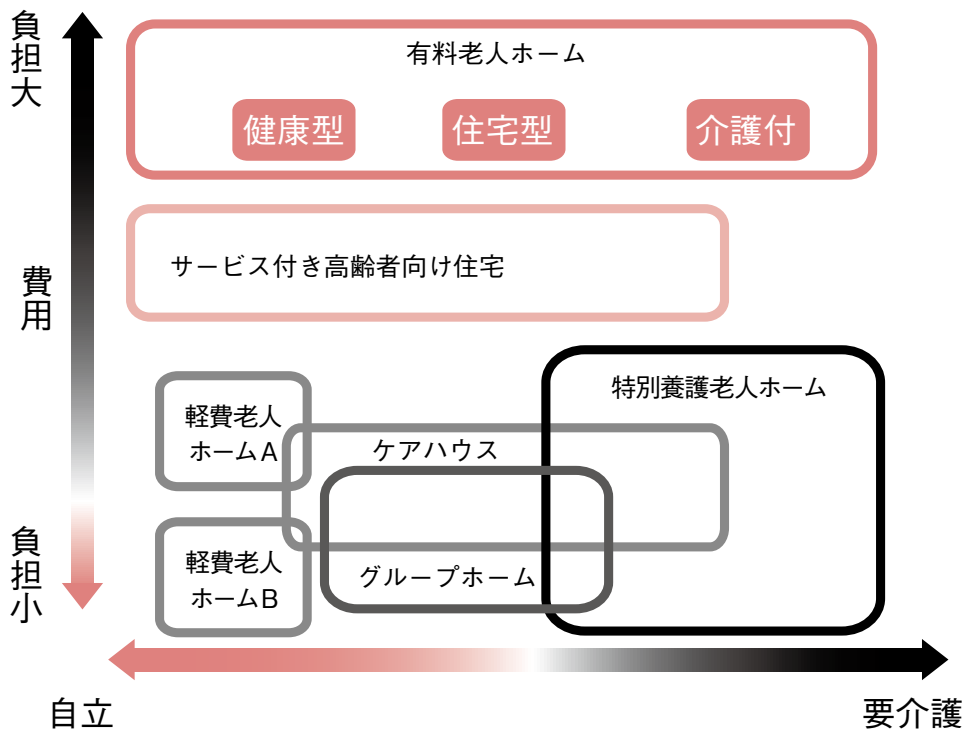 負担大
有料老人ホーム
健康型
住宅型
介護付
費用
サービス付き高齢者向け住宅
特別養護老人ホーム
軽費老人
ホームA
ケアハウス
負担小
軽費老人
ホームB
グループホーム
自立
要介護